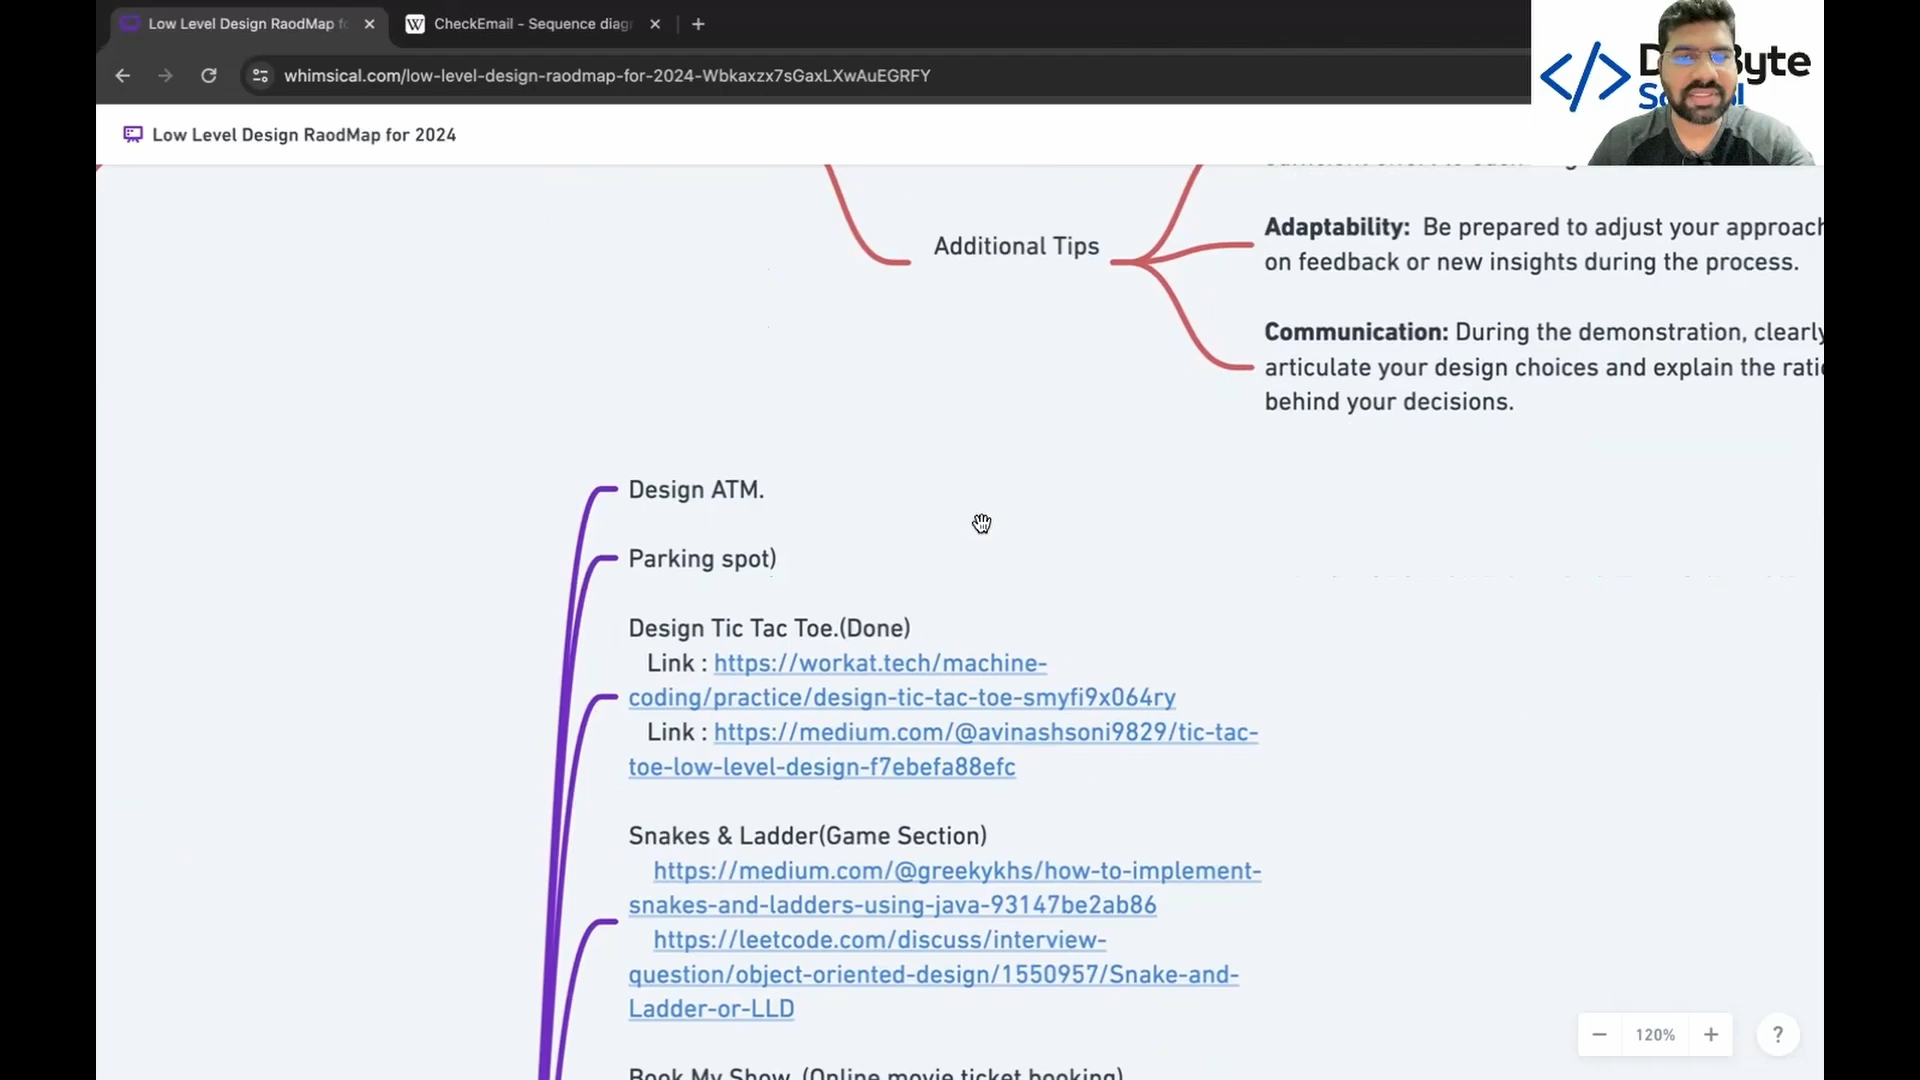 Low Level Design RaodMap f
CheckEmail - Sequence diag
whimsical.com/low-level-design-raodmap-for-2024-Wbkaxzx7sGaxLXwAuEGRFY
Low Level Design RaodMap for 2024
Additional Tips
Adaptability: Be prepared to adjust your approach
on feedback or new insights during the process.
Communication: During the demonstration, clearly
articulate your design choices and explain the rati
behind your decisions.
Design ATM.
Parking spot)
Design Tic Tac Toe.(Done)
Link : https://workat.tech/machine-
coding/practice/design-tic-tac-toe-smyfi9x064ry
Link : https://medium.com/@avinashsoni9829/tic-tac-
toe-low-level-design-f7ebefa88efc
Snakes & Ladder(Game Section)
https://medium.com/@greekykhs/how-to-implement-
snakes-and-ladders-using-java-93147be2ab86
https://leetcode.com/discuss/interview-
question/object-oriented-design/1550957/Snake-and-
Ladder-or-LLD
Book My Show (Online movie ticket booking)
120%
?